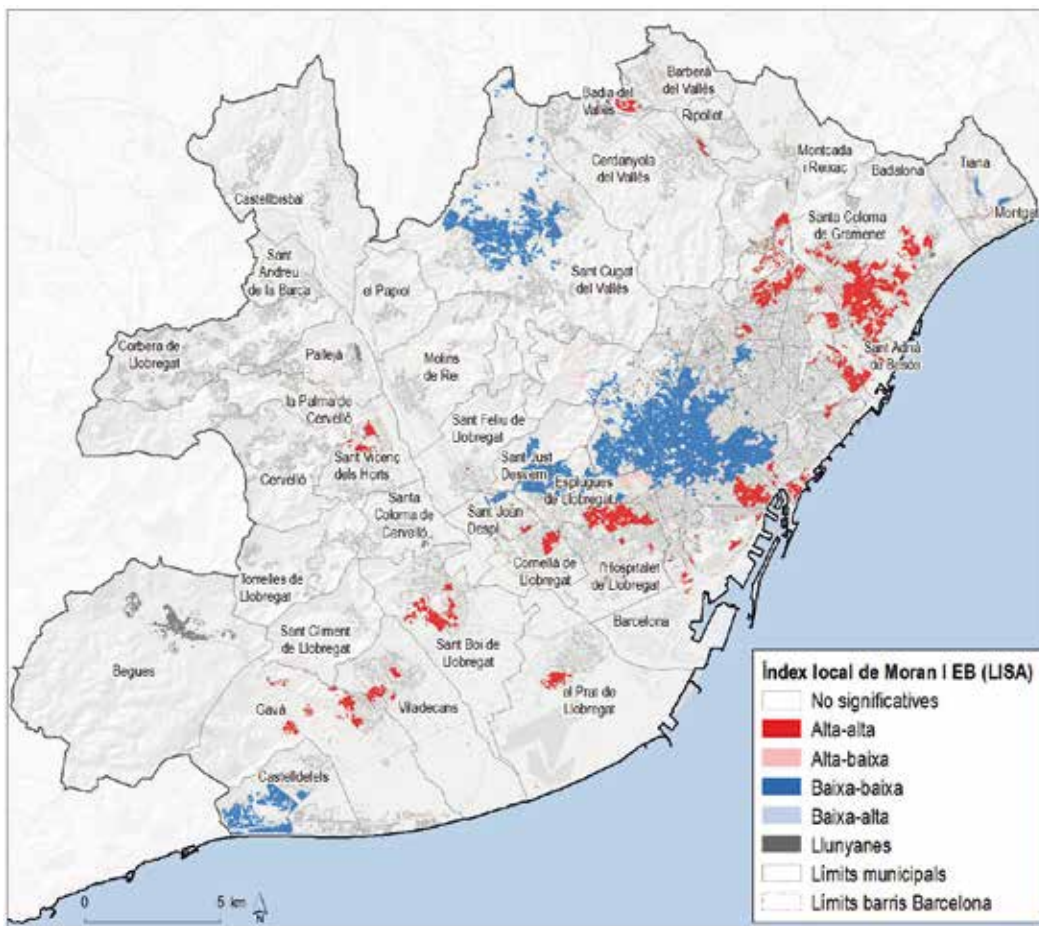 Barberà
del Vallès
Badia del
Vallès
Ripollet
Cerdanyola
del Vallès
Montcada
i Reixac
Badalona
Tiana
Montgat
Castellbisbal
Santa Coloma
de Gramenet
Sant
Andreu
de la Barca
el Papiol
Sant Cugat
del Vallès
Corbera de
Llobregat
Pallejà
Molins
de Rei
Sant Adrià
de Besòs
la Palma de
Cervelló
Sant Feliu de
Llobregat
Sant Vicenç
dels Horts
Sant Just
Desvern
Cervelló
Esplugues
de Llobregat
Santa
Coloma de
Cervelló
Sant Joan
Despí
Cornellà de
Llobregat
l'Hospitalet
de Llobregat
Torrelles de
Llobregat
Barcelona
Sant Climent
de Llobregat
Sant Boi de
Llobregat
Begues
el Prat de
Llobregat
Gavà
Viladecans
Castelldefels
0 5 km
N
Índex local de Moran I EB (LISA)
No significatives
Alta-alta
Alta-baixa
Baixa-baixa
Baixa-alta
Llunyanes
Límits municipals
Límits barris Barcelona